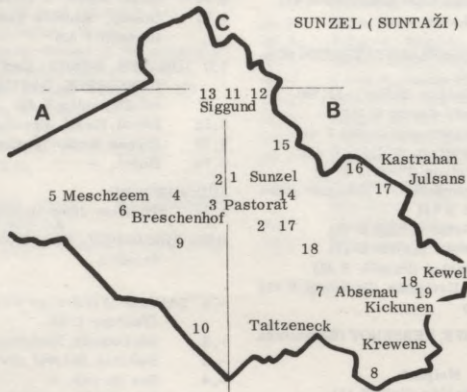 C
SUNZEL (SUNTAŽI)
A
13 11 12
B
Siggund
15
16
Kastrahan
17
Julsans
2 1 Sunzel
5 Meschzeem
4
14
6
3 Pastorat
Breschenhof
2 17
9
18
18
Kewel
7 Absenau
19
Kickunen
10
Taltzeneck
Krewens
8